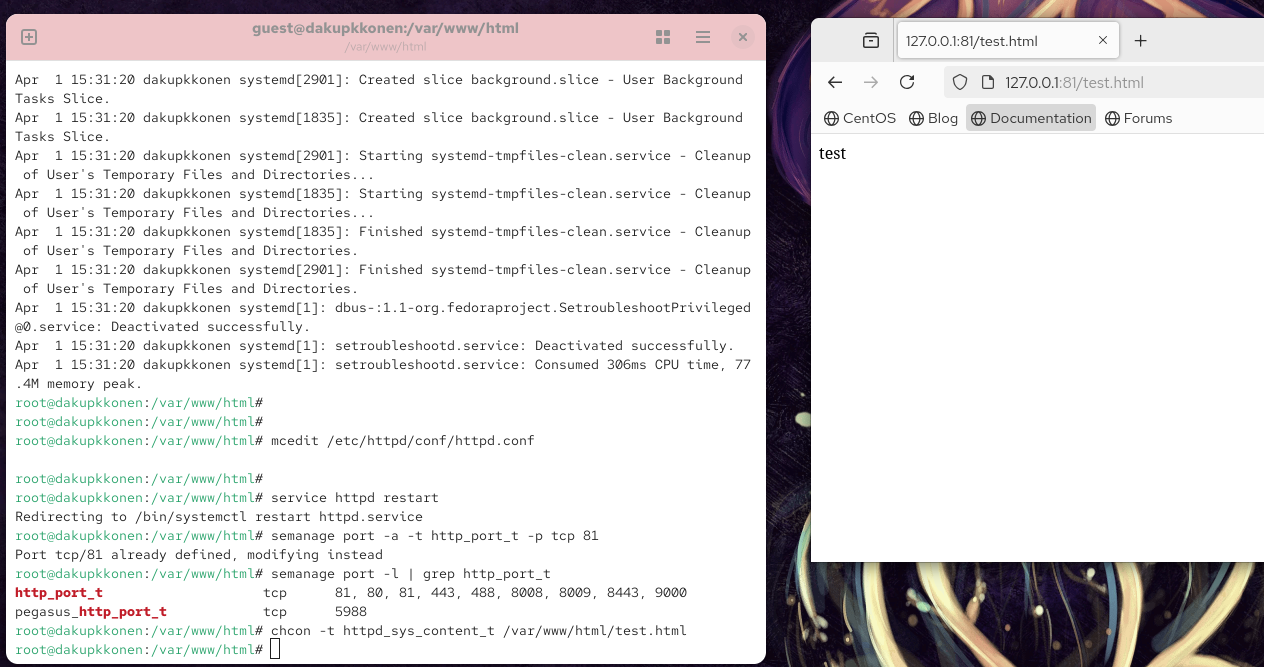 guest@dakupkkonen:/var/www/html
/var/www/html
Apr  1 15:31:20 dakupkkonen systemd[2901]: Created slice background.slice - User Background
Tasks Slice.
Apr  1 15:31:20 dakupkkonen systemd[1835]: Created slice background.slice - User Background
Tasks Slice.
Apr  1 15:31:20 dakupkkonen systemd[2901]: Starting systemd-tmpfiles-clean.service - Cleanup
 of User's Temporary Files and Directories...
Apr  1 15:31:20 dakupkkonen systemd[1835]: Starting systemd-tmpfiles-clean.service - Cleanup
 of User's Temporary Files and Directories...
Apr  1 15:31:20 dakupkkonen systemd[1835]: Finished systemd-tmpfiles-clean.service - Cleanup
 of User's Temporary Files and Directories.
Apr  1 15:31:20 dakupkkonen systemd[2901]: Finished systemd-tmpfiles-clean.service - Cleanup
 of User's Temporary Files and Directories.
Apr  1 15:31:20 dakupkkonen systemd[1]: dbus-:1.1-org.fedoraproject.SetroubleshootPrivileged
@0.service: Deactivated successfully.
Apr  1 15:31:20 dakupkkonen systemd[1]: setroubleshootd.service: Deactivated successfully.
Apr  1 15:31:20 dakupkkonen systemd[1]: setroubleshootd.service: Consumed 306ms CPU time, 77
.4M memory peak.
root@dakupkkonen:/var/www/html#
root@dakupkkonen:/var/www/html#
root@dakupkkonen:/var/www/html# mcedit /etc/httpd/conf/httpd.conf
root@dakupkkonen:/var/www/html#
root@dakupkkonen:/var/www/html# service httpd restart
Redirecting to /bin/systemctl restart httpd.service
root@dakupkkonen:/var/www/html# semanage port -a -t http_port_t -p tcp 81
Port tcp/81 already defined, modifying instead
root@dakupkkonen:/var/www/html# semanage port -l | grep http_port_t
http_port_t                    tcp      81, 80, 81, 443, 488, 8008, 8009, 8443, 9000
pegasus_http_port_t            tcp      5988
root@dakupkkonen:/var/www/html# chcon -t httpd_sys_content_t /var/www/html/test.html
root@dakupkkonen:/var/www/html#
127.0.0.1:81/test.html
127.0.0.1:81/test.html
CentOS Blog Documentation Forums
test